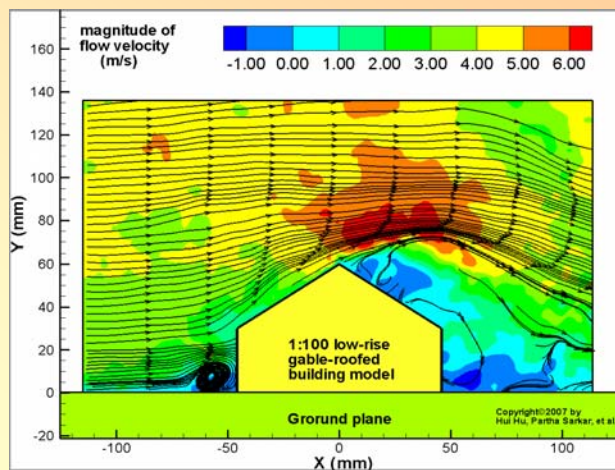 magnitude of
flow velocity
(m/s)
-1.00 0.00 1.00 2.00 3.00 4.00 5.00 6.00
160
140
120
100
80
60
40
20
0
-20
Y (mm)
1:100 low-rise
gable-roofed
building model
Grorund plane
Copyright©2007 by
Hui Hu, Partha Sarkar, et al
-100 -50 0 50 100
X (mm)